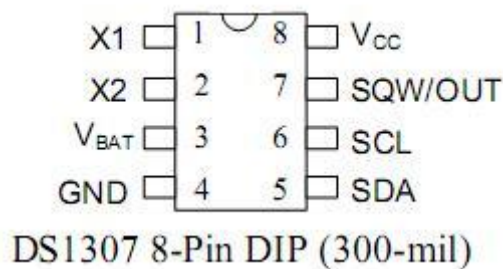 X1 1 8 VCC
X2 2 7 SQW/OUT
VBAT 3 6 SCL
GND 4 5 SDA
DS1307 8-Pin DIP (300-mil)